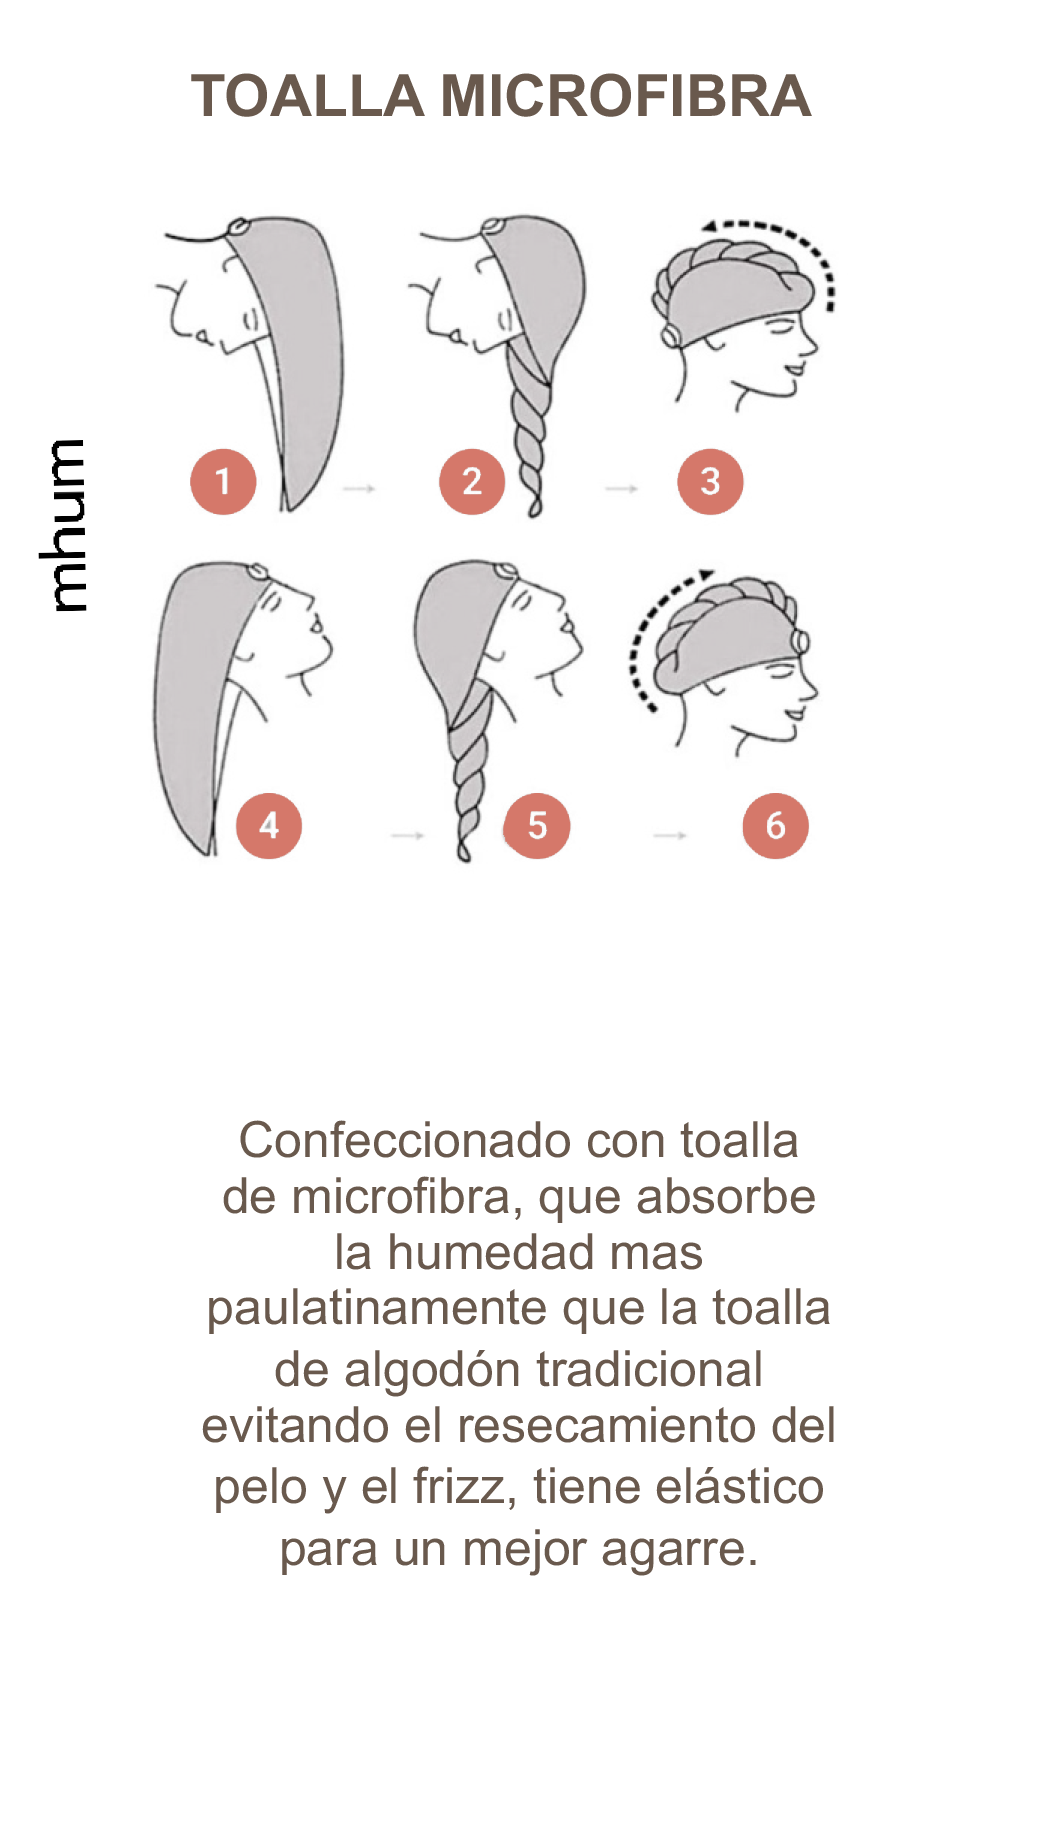 TOALLA MICROFIBRA
mhum
1
2
3
4
5
6
Confeccionado con toalla
de microfibra, que absorbe
la humedad mas
paulatinamente que la toalla
de algodón tradicional
evitando el resecamiento del
pelo y el frizz, tiene elástico
para un mejor agarre.